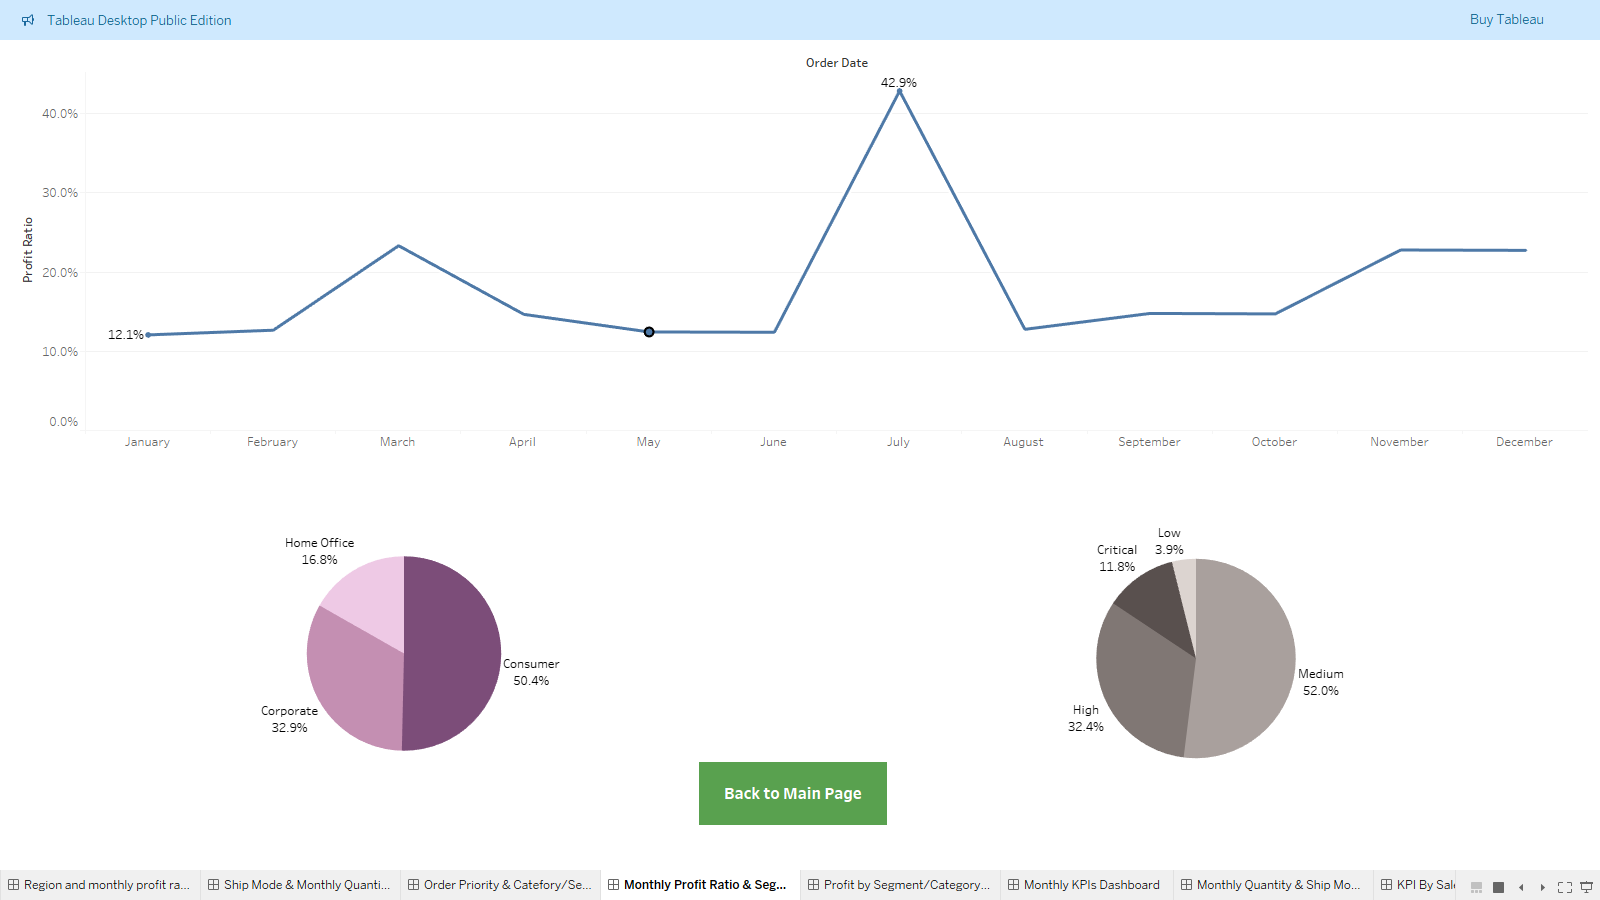 Tableau Desktop Public Edition
Buy Tableau
Order Date
42.9%
40.0%
30.0%
Profit Ratio
20.0%
12.1%
10.0%
0.0%
January February March April May June July August September October November December
Home Office
16.8%
Consumer
50.4%
Corporate
32.9%
Low
3.9%
Critical
11.8%
Medium
52.0%
High
32.4%
Back to Main Page
Region and monthly profit ra...
Ship Mode & Monthly Quanti...
Order Priority & Catefory/Se...
Monthly Profit Ratio & Seg...
Profit by Segment/Category...
Monthly KPIs Dashboard
Monthly Quantity & Ship Mo...
KPI By Sal